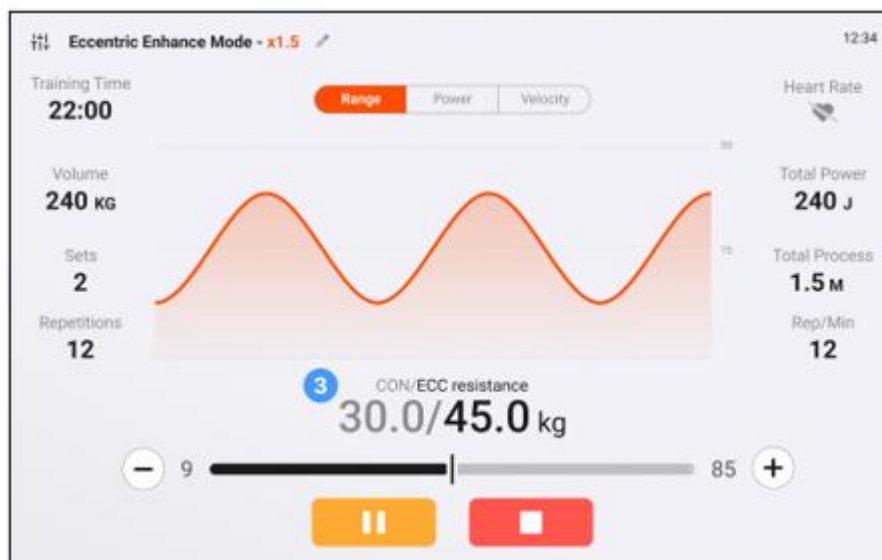 Eccentric Enhance Mode - x1.5
12:34
Training Time
22:00
Range Power Velocity
Heart Rate
Volume
240 KG
Total Power
240 J
Sets
2
75
Total Process
1.5 M
Repetitions
12
Rep/Min
12
3
CON/ECC resistance
30.0/45.0 kg
9
85